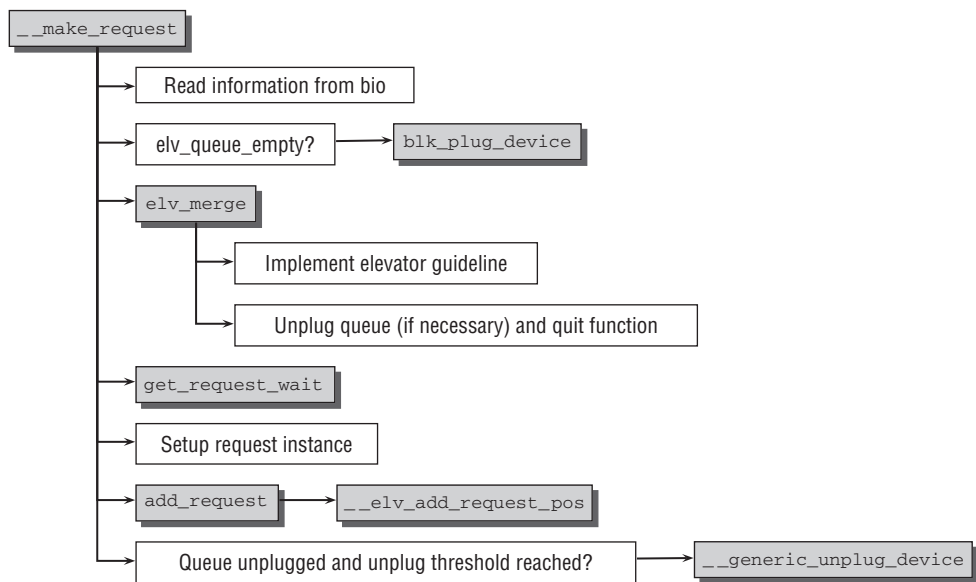 __make_request
Read information from bio
elv_queue_empty?
blk_plug_device
elv_merge
Implement elevator guideline
Unplug queue (if necessary) and quit function
get_request_wait
Setup request instance
add_request
__elv_add_request_pos
Queue unplugged and unplug threshold reached?
__generic_unplug_device